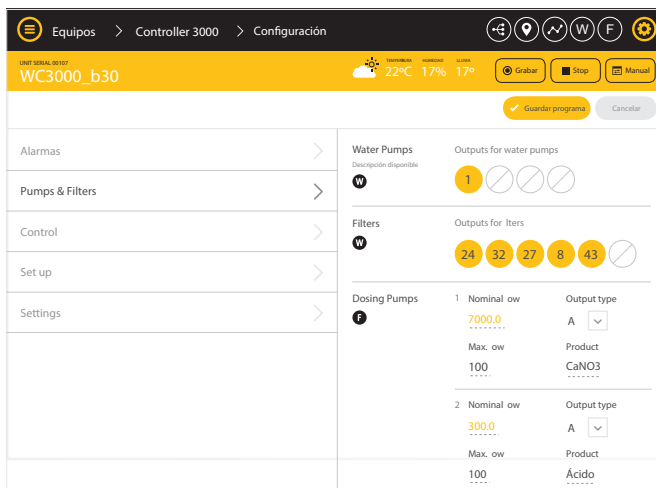 Equipos > Controller 3000 > Configuración
W F
UNIT SERIAL 00107
WC3000_b30
TEMPERATURA HUMEDAD LLUVIA
22ºC 17% 17º
Grabar Stop Manual
Guardar programa Cancelar
Alarmas
Pumps & Filters
Control
Set up
Settings
Water Pumps
Descripción disponible
W
Outputs for water pumps
1
Filters
W
Outputs for lters
24 32 27 8 43
Dosing Pumps
F
1 Nominal ow Output type
7000.0 A
Max. ow Product
100 CaNO3
2 Nominal ow Output type
300.0 A
Max. ow Product
100 Ácido